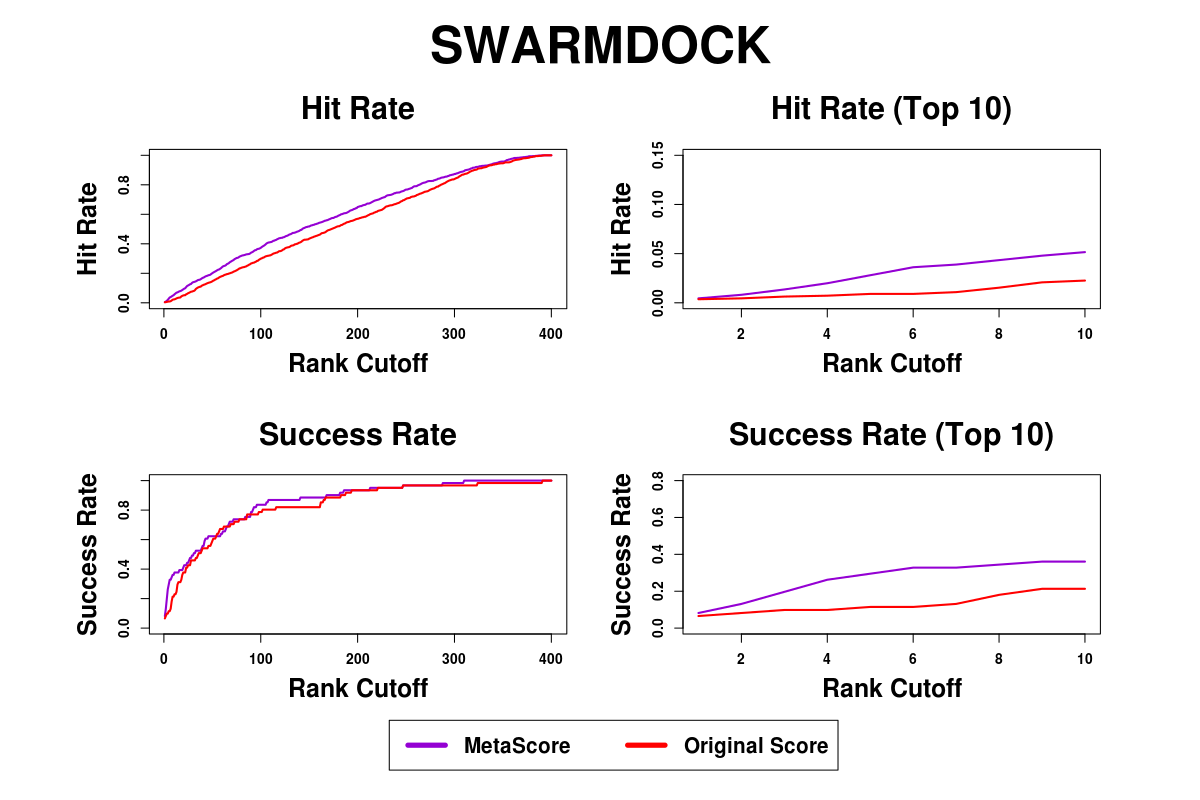 SWARMDOCK
Hit Rate
Hit Rate
0.0 0.4 0.8
0 100 200 300 400
Rank Cutoff
Hit Rate (Top 10)
Hit Rate
0.00 0.05 0.10 0.15
2 4 6 8 10
Rank Cutoff
Success Rate
Success Rate
0.0 0.4 0.8
0 100 200 300 400
Rank Cutoff
Success Rate (Top 10)
Success Rate
0.0 0.2 0.4 0.6 0.8
2 4 6 8 10
Rank Cutoff
MetaScore Original Score